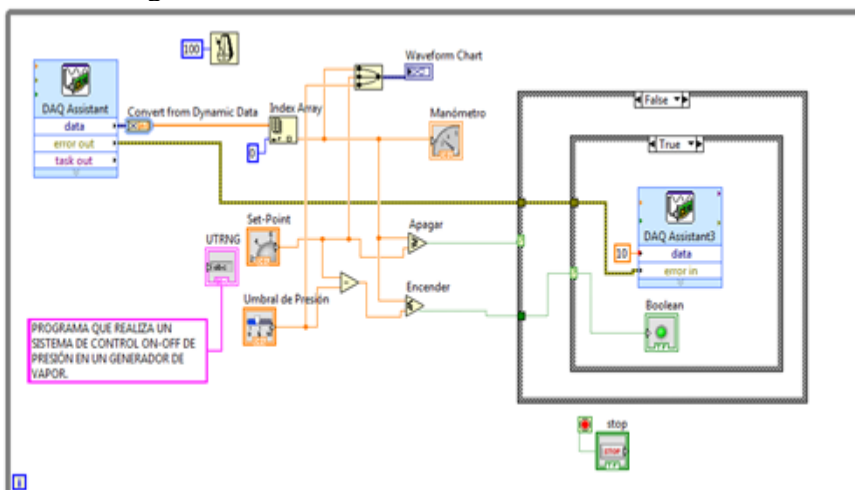 100
Waveform Chart
DAQ Assistant
data
error out
task out
Convert from Dynamic Data
Index Array
0
Manómetro
False
True
DAQ Assistant3
10
data
error in
Boolean
Set-Point
UTRNG
abc
Apagar
Umbral de Presión
Encender
PROGRAMA QUE REALIZA UN
SISTEMA DE CONTROL ON-OFF DE
PRESIÓN EN UN GENERADOR DE
VAPOR.
stop
STOP
i